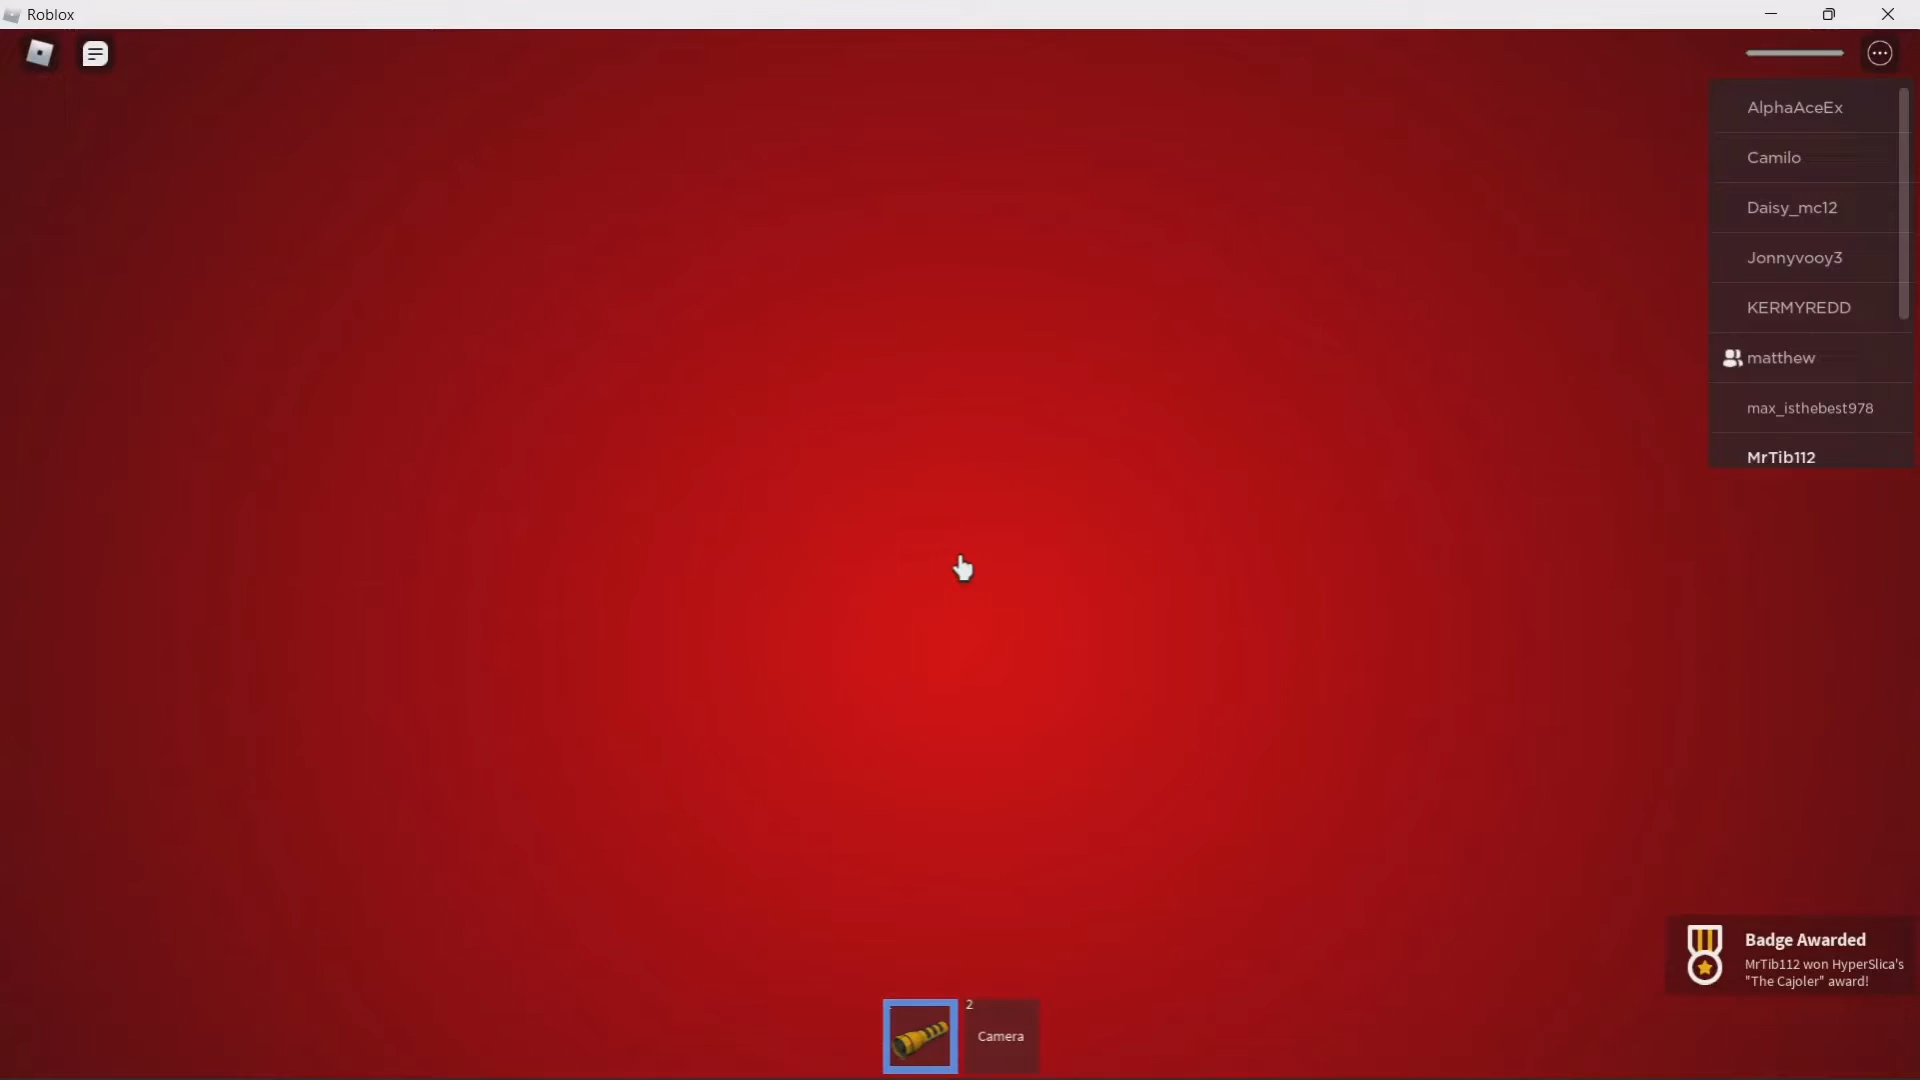 Roblox
AlphaAceEx
Camilo
Daisy_mc12
Jonnyvooy3
KERMYREDD
matthew
max_isthebest978
MrTib112
Badge Awarded
MrTib112 won HyperSlica's
"The Cajoler" award!
2
Camera